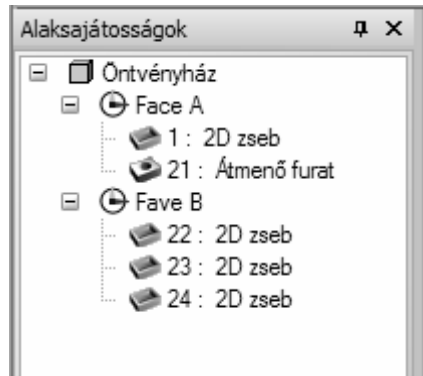 Alaksajátosságok
Öntvényház
Face A
1 : 2D zseb
21 : Átmenő furat
Fave B
22 : 2D zseb
23 : 2D zseb
24 : 2D zseb